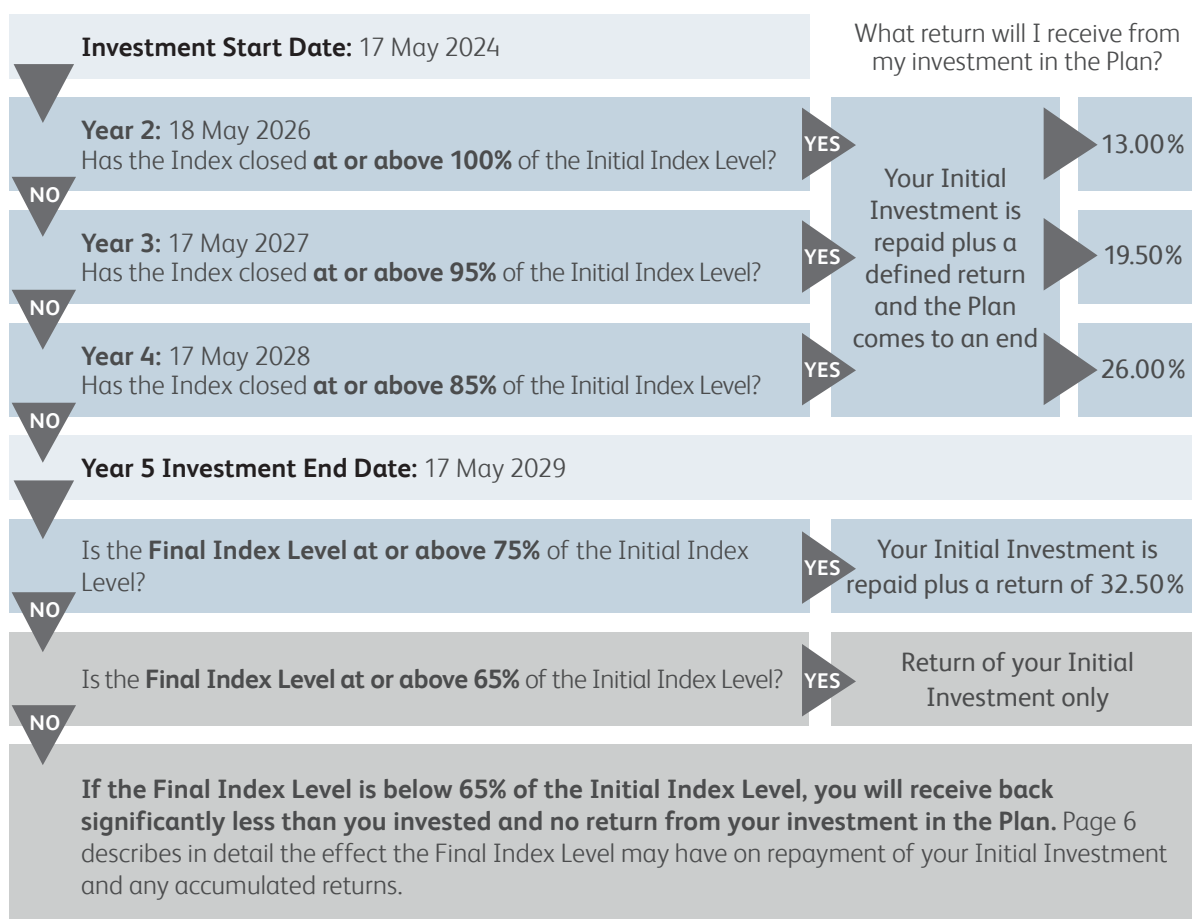 Investment Start Date: 17 May 2024
What return will I receive from
my investment in the Plan?
Year 2: 18 May 2026
Has the Index closed at or above 100% of the Initial Index Level?
YES
13.00%
NO
Year 3: 17 May 2027
Has the Index closed at or above 95% of the Initial Index Level?
YES
19.50%
NO
Year 4: 17 May 2028
Has the Index closed at or above 85% of the Initial Index Level?
YES
26.00%
Your Initial
Investment is
repaid plus a
defined return
and the Plan
comes to an end
NO
Year 5 Investment End Date: 17 May 2029
Is the Final Index Level at or above 75% of the Initial Index
Level?
YES
Your Initial Investment is
repaid plus a return of 32.50%
NO
Is the Final Index Level at or above 65% of the Initial Index Level?
YES
Return of your Initial
Investment only
NO
If the Final Index Level is below 65% of the Initial Index Level, you will receive back
significantly less than you invested and no return from your investment in the Plan. Page 6
describes in detail the effect the Final Index Level may have on repayment of your Initial Investment
and any accumulated returns.